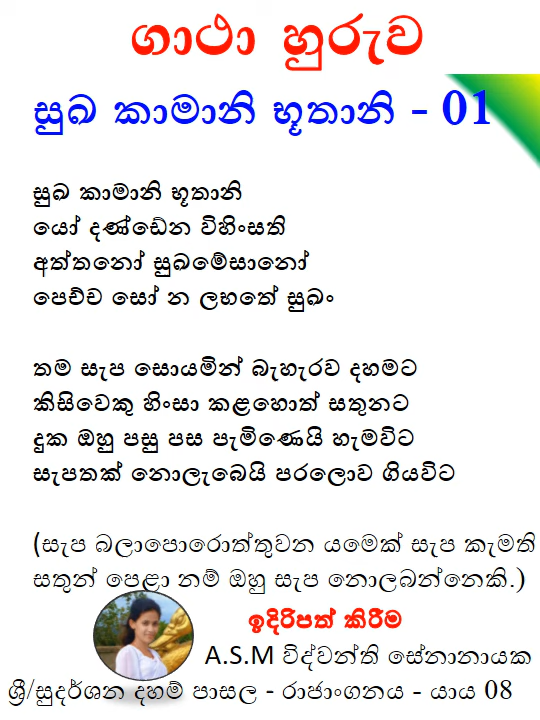 ගාථා හුරුව
සුඛ කාමානි භූතානි - 01
සුඛ කාමානි භූතානි
යෝ දණ්ඩේන විහිංසති
අත්තනෝ සුඛමේසානෝ
පෙච්ච සෝ න ලභතේ සුඛං
තම සැප සොයමින් බැහැරව දහමට
කිසිවෙකු හිංසා කළහොත් සතුනට
දුක ඔහු පසු පස පැමිණෙයි හැමවිට
සැපතක් නොලැබෙයි පරලොව ගියවිට
(සැප බලාපොරොත්තුවන යමෙක් සැප කැමති
සතුන් පෙළා නම් ඔහු සැප නොලබන්නෙකි.)
ඉදිරිපත් කිරීම
A.S.M විද්වන්ති සේනානායක
ශ්‍රී/සුදර්ශන දහම් පාසල - රාජාංගනය - යාය 08